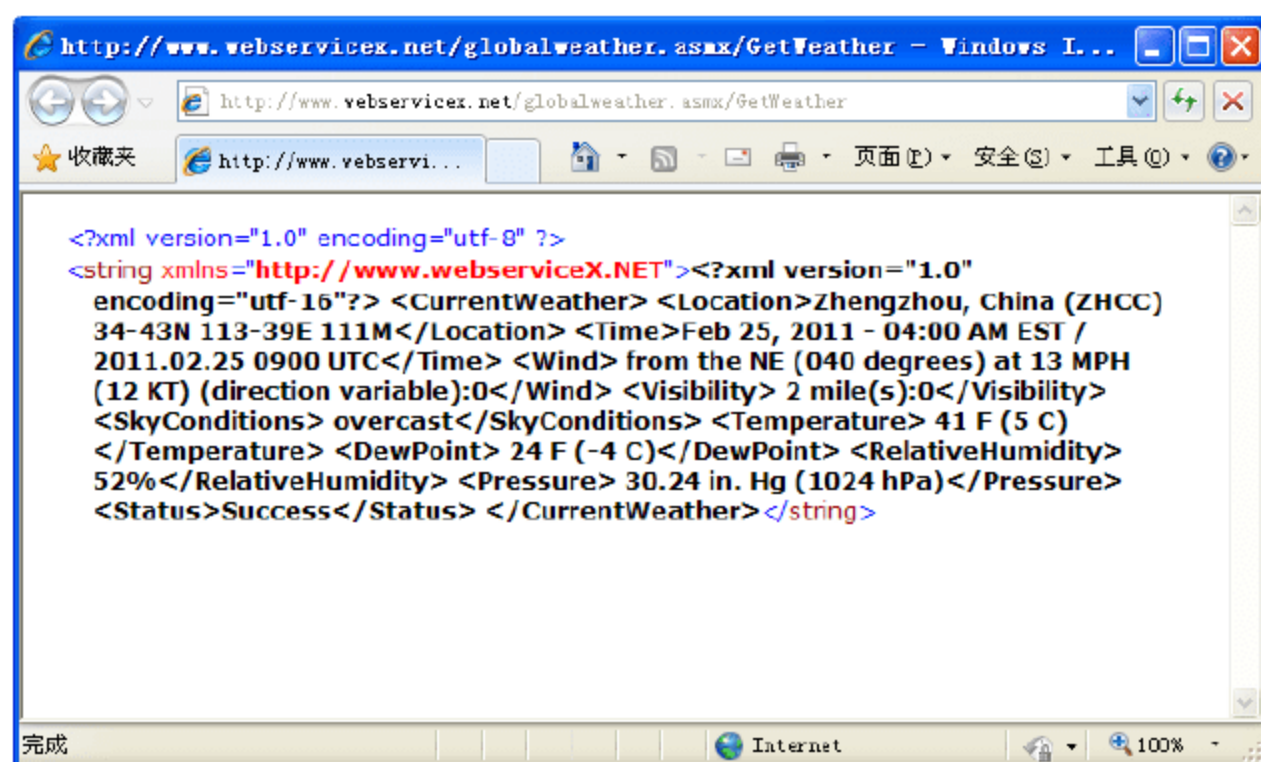 http://www.webservicex.net/globalweather.asmx/GetWeather - Windows I...
http://www.webservicex.net/globalweather.asmx/GetWeather
收藏夹 http://www.webservi... 页面(P) 安全(S) 工具(O)
<?xml version="1.0" encoding="utf-8" ?>
<string xmlns="http://www.webserviceX.NET"><?xml version="1.0"
encoding="utf-16"?> <CurrentWeather> <Location>Zhengzhou, China (ZHCC)
34-43N 113-39E 111M</Location> <Time>Feb 25, 2011 - 04:00 AM EST /
2011.02.25 0900 UTC</Time> <Wind> from the NE (040 degrees) at 13 MPH
(12 KT) (direction variable):0</Wind> <Visibility> 2 mile(s):0</Visibility>
<SkyConditions> overcast</SkyConditions> <Temperature> 41 F (5 C)
</Temperature> <DewPoint> 24 F (-4 C)</DewPoint> <RelativeHumidity>
52%</RelativeHumidity> <Pressure> 30.24 in. Hg (1024 hPa)</Pressure>
<Status>Success</Status> </CurrentWeather></string>
完成 Internet 100%